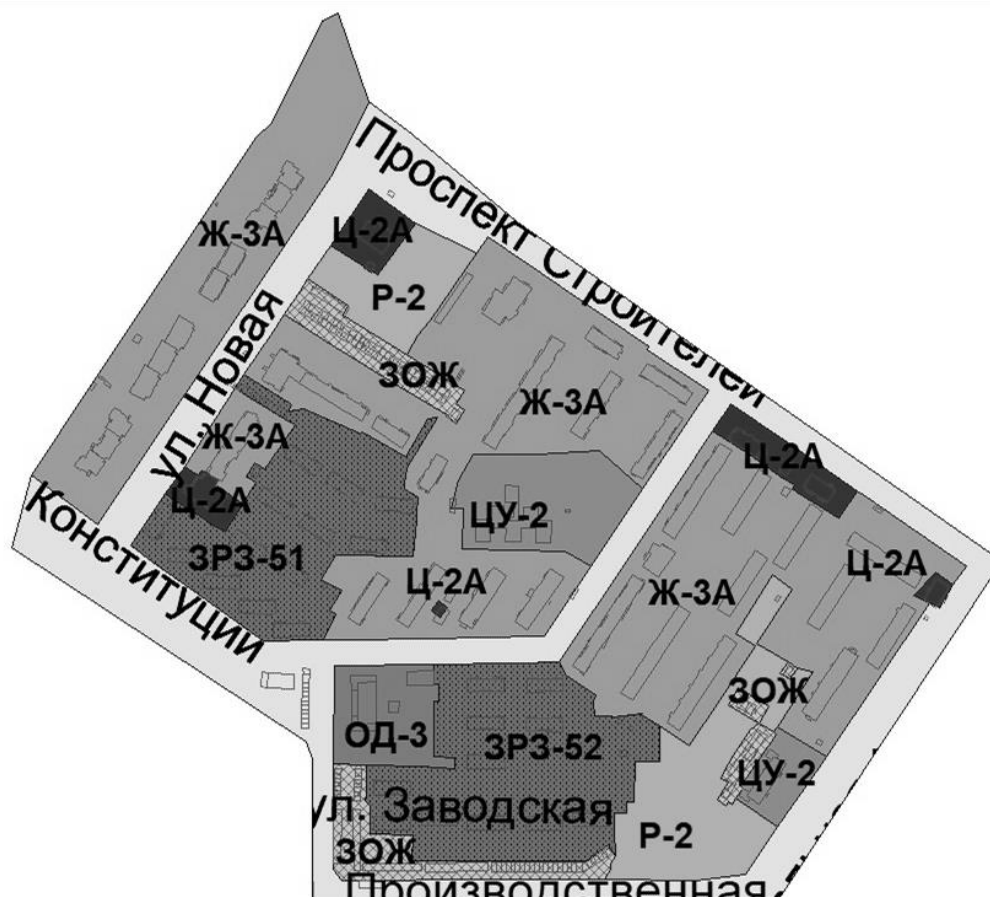 Проспект Строителей
Ж-3А
Ц-2А
Р-2
ул. Новая
ЗОЖ
Ж-3А
Ж-3А
Ц-2А
Ц-2А
ЦУ-2
Конституции
ЗРЗ-51
Ц-2А
Ц-2А
Ж-3А
ЗОЖ
ОД-3
ЗРЗ-52
ЦУ-2
ул. Заводская
Р-2
ЗОЖ
Производственная